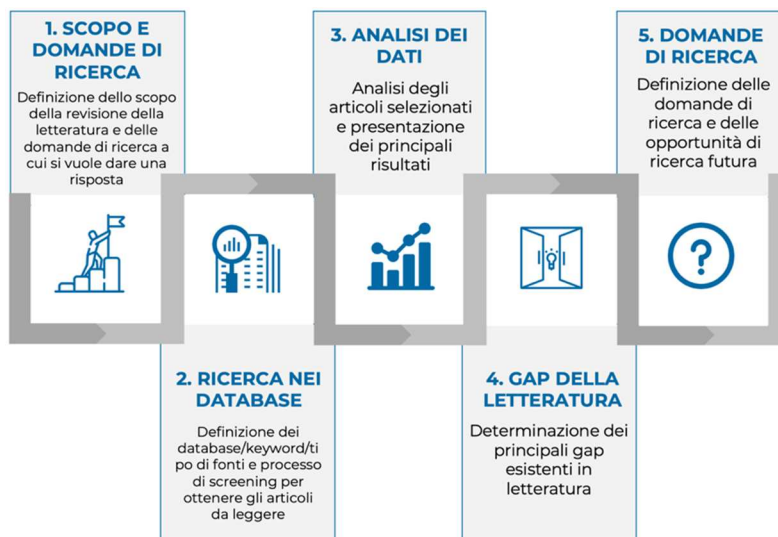 1. SCOPO E
DOMANDE DI
RICERCA
Definizione dello scopo
della revisione della
letteratura e delle
domande di ricerca a
cui si vuole dare una
risposta
2. RICERCA NEI
DATABASE
Definizione dei
database/keyword/ti
po di fonti e processo
di screening per
ottenere gli articoli
da leggere
3. ANALISI DEI
DATI
Analisi degli
articoli selezionati
e presentazione
dei principali
risultati
4. GAP DELLA
LETTERATURA
Determinazione dei
principali gap
esistenti in
letteratura
5. DOMANDE
DI RICERCA
Definizione delle
domande di
ricerca e delle
opportunità di
ricerca futura
?